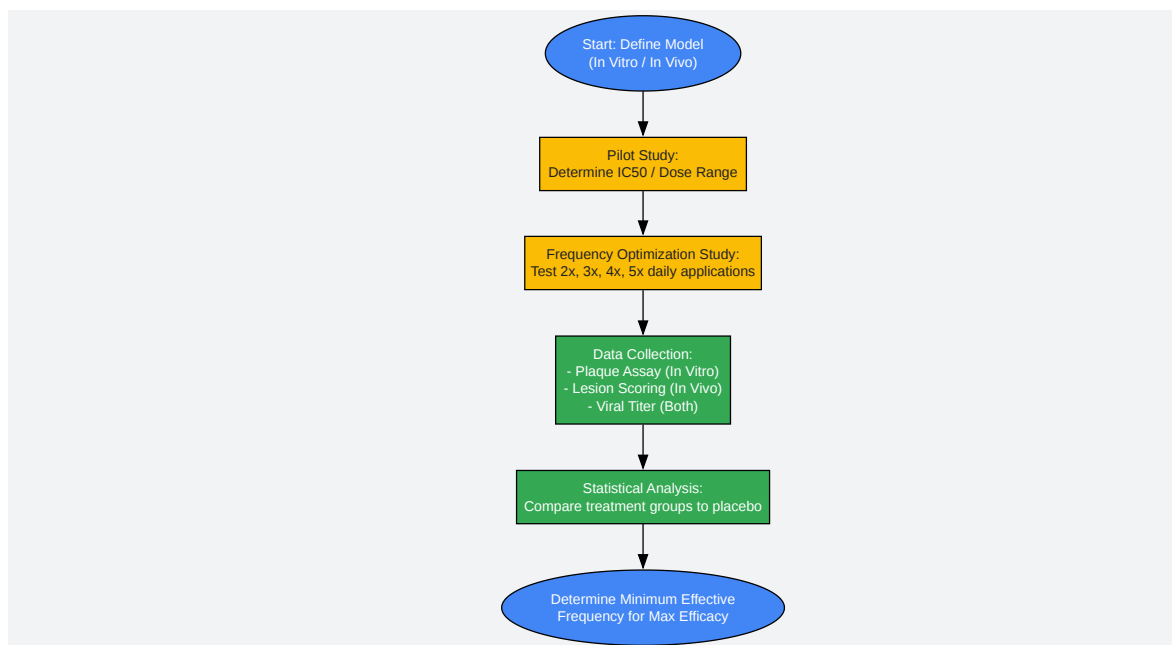 Start: Define Model
(In Vitro / In Vivo)
Pilot Study:
Determine IC50 / Dose Range
Frequency Optimization Study:
Test 2x, 3x, 4x, 5x daily applications
Data Collection:
- Plaque Assay (In Vitro)
- Lesion Scoring (In Vivo)
- Viral Titer (Both)
Statistical Analysis:
Compare treatment groups to placebo
Determine Minimum Effective
Frequency for Max Efficacy